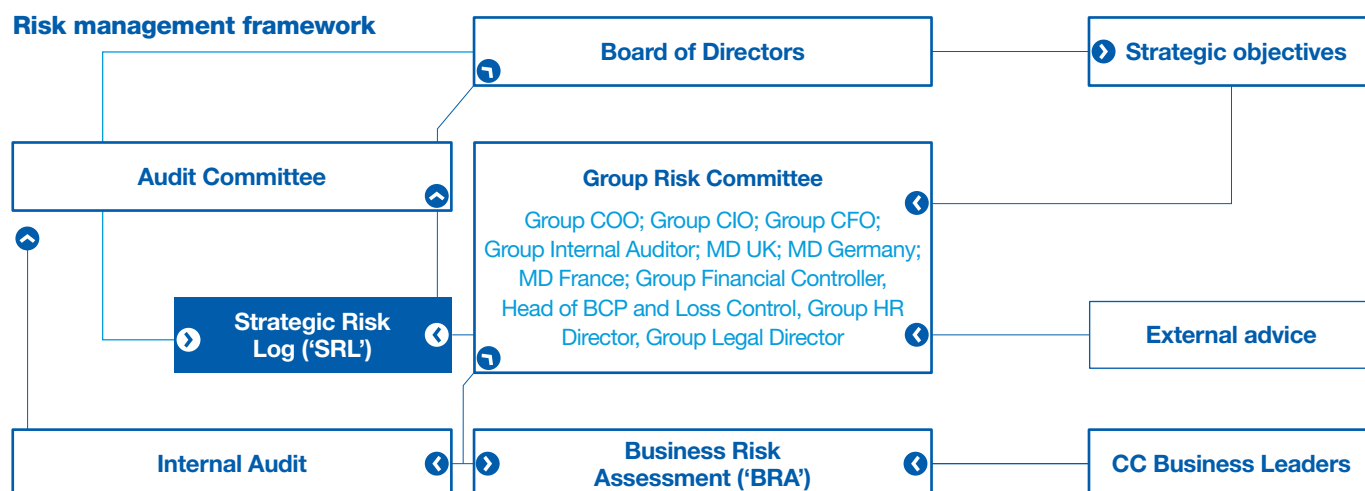 Risk management framework
Board of Directors
Strategic objectives
Audit Committee
Group Risk Committee
Group COO; Group CIO; Group CFO;
Group Internal Auditor; MD UK; MD Germany;
MD France; Group Financial Controller,
Head of BCP and Loss Control, Group HR
Director, Group Legal Director
Strategic Risk
Log (‘SRL’)
External advice
Internal Audit
Business Risk
Assessment (‘BRA’)
CC Business Leaders